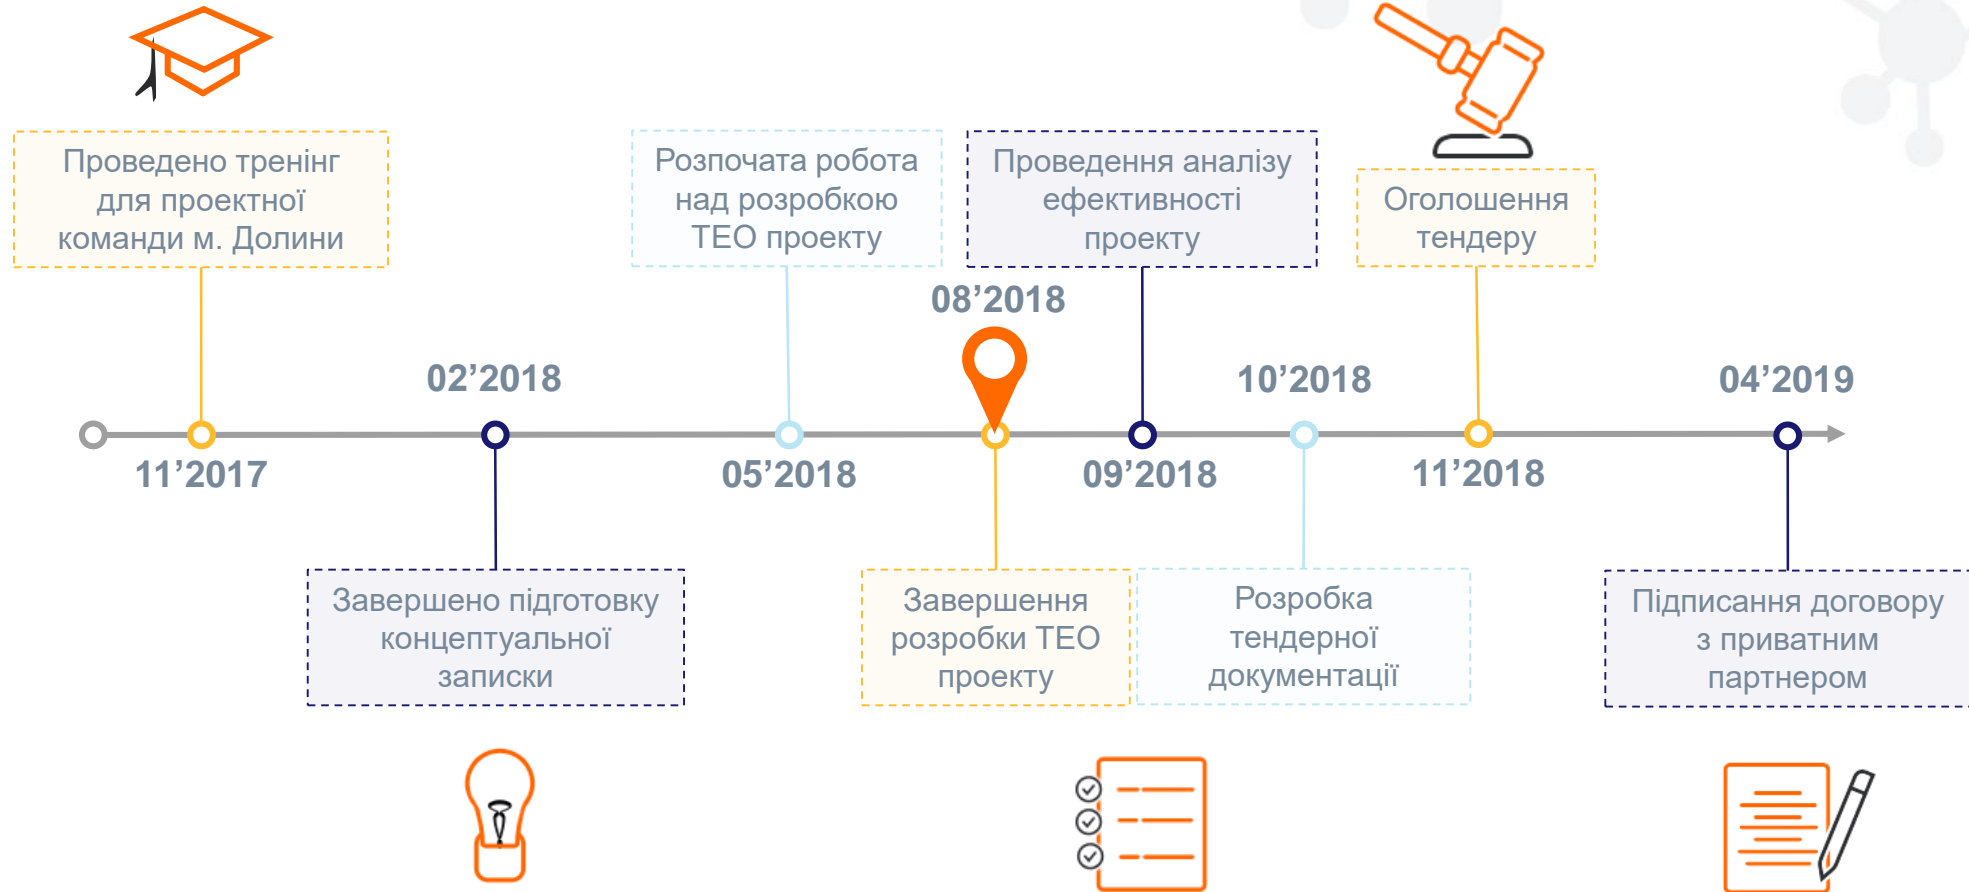 Проведено тренінг
для проектної
команди м. Долини
11’2017
02’2018
Завершено підготовку
концептуальної
записки
Розпочата робота
над розробкою
ТЕО проекту
05’2018
08’2018
Завершення
розробки ТЕО
проекту
Проведення аналізу
ефективності
проекту
09’2018
10’2018
Розробка
тендерної
документації
Оголошення
тендеру
11’2018
04’2019
Підписання договору
з приватним
партнером